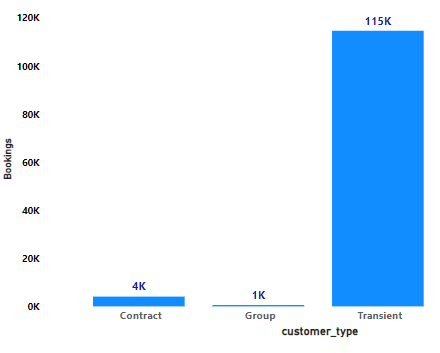 120K
115K
100K
80K
60K
40K
20K
0K
Bookings
4K
1K
Contract
Group
Transient
customer_type